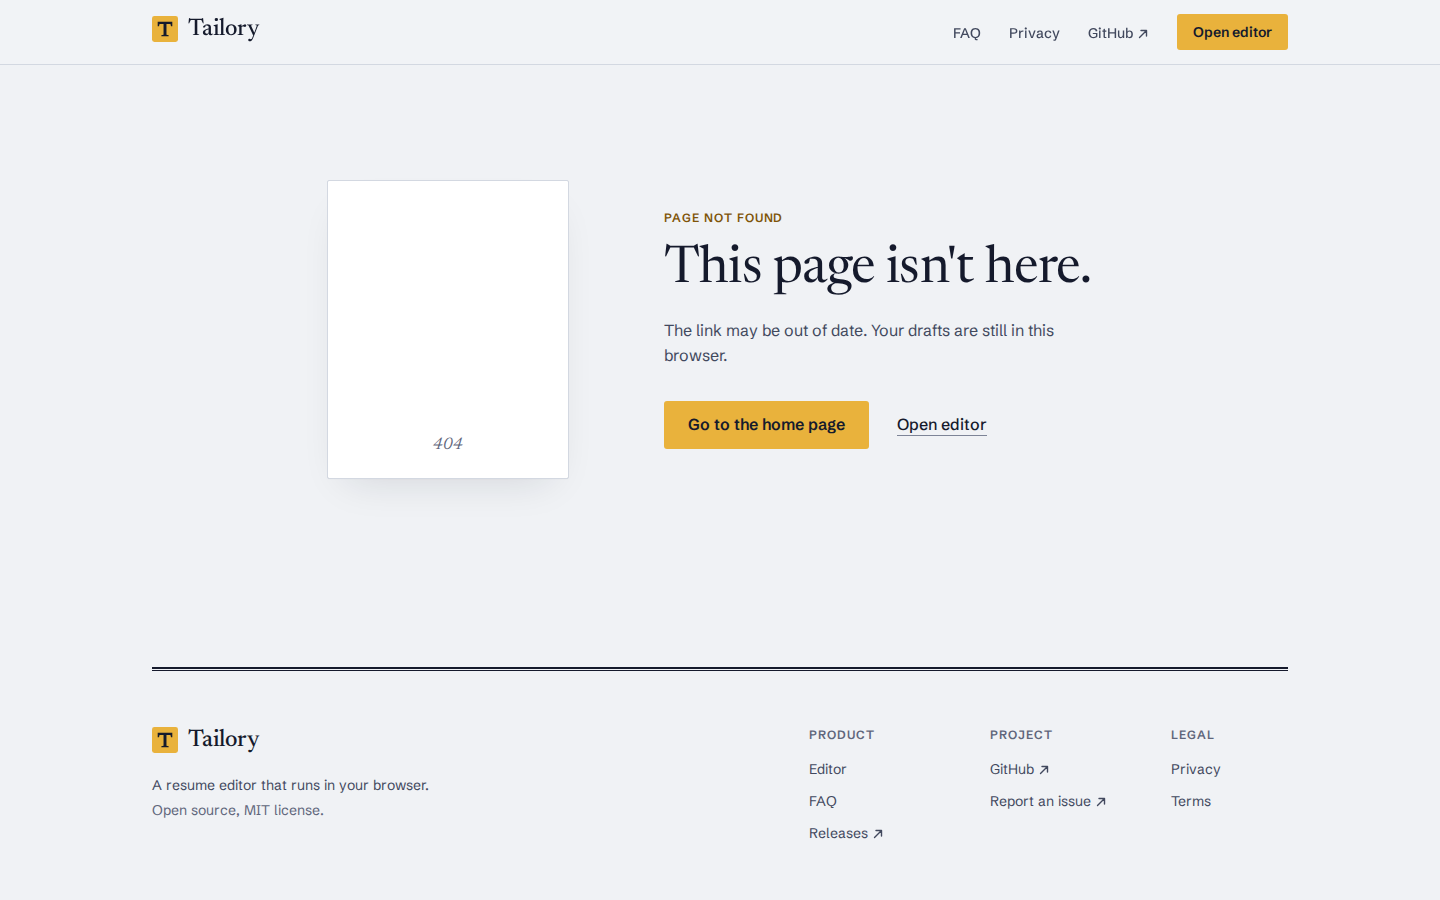 T Tailory
FAQ Privacy GitHub ↗ Open editor
404
PAGE NOT FOUND
This page isn't here.
The link may be out of date. Your drafts are still in this
browser.
Go to the home page Open editor
T Tailory
A resume editor that runs in your browser.
Open source, MIT license.
PRODUCT
Editor
FAQ
Releases ↗
PROJECT
GitHub ↗
Report an issue ↗
LEGAL
Privacy
Terms